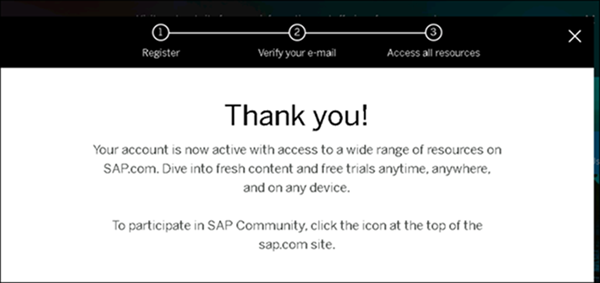 1 2 3
Register Verify your e-mail Access all resources
Thank you!
Your account is now active with access to a wide range of resources on
SAP.com. Dive into fresh content and free trials anytime, anywhere,
and on any device.
To participate in SAP Community, click the icon at the top of the
sap.com site.